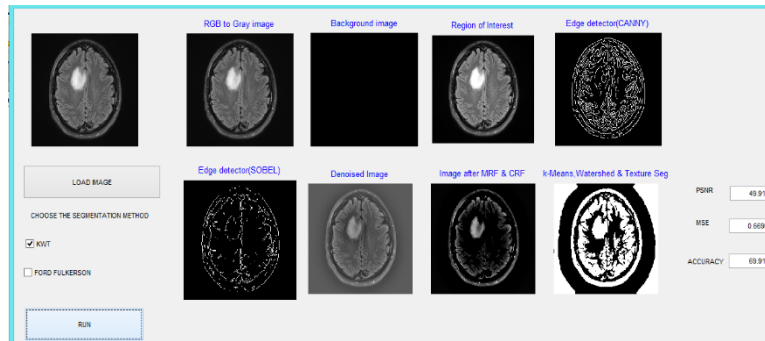 RGB to Gray image
Background image
Region of Interest
Edge detector(CANNY)
Edge detector(SOBEL)
Denoised Image
Image after MRF & CRF
k-Means,Watershed & Texture Seg
LOAD IMAGE
CHOOSE THE SEGMENTATION METHOD
KWT
FORD FULKERSON
RUN
PSNR
49.91
MSE
ACCURACY
69.91